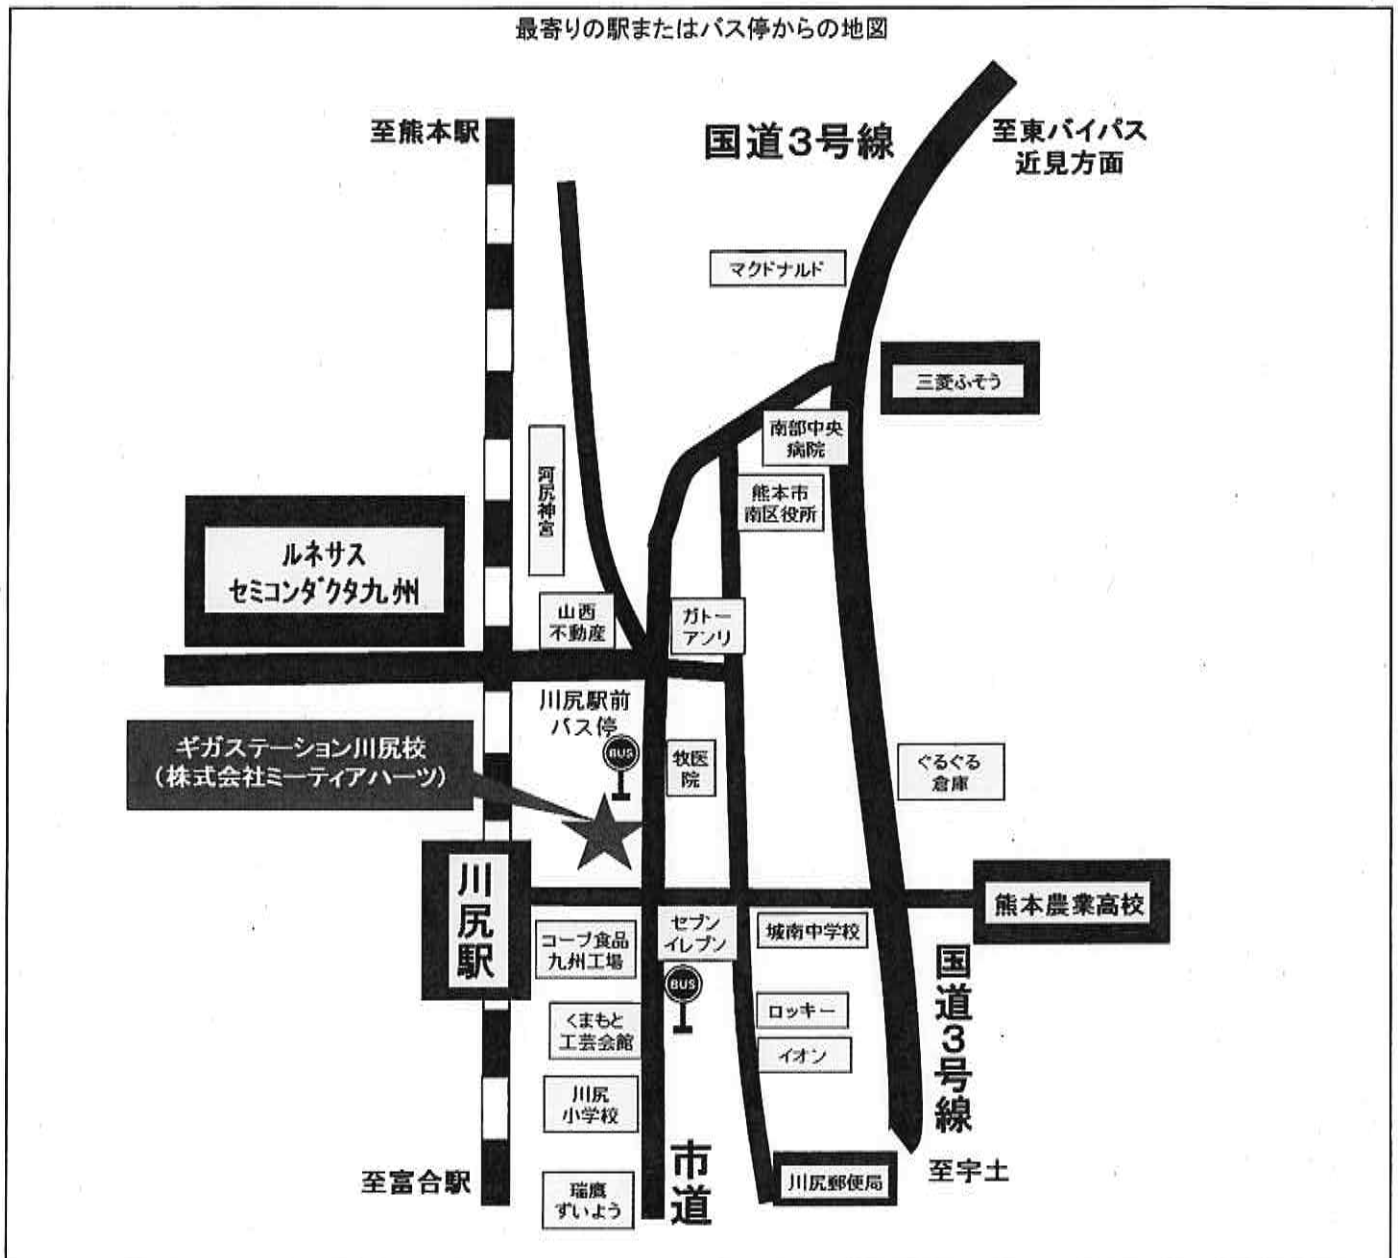 最寄りの駅またはバス停からの地図
至熊本駅
国道3号線
至東バイパス
近見方面
マクドナルド
三菱ふそう
南部中央
病院
河尻神宮
熊本市
南区役所
ルネサス
セミコンダクタ九州
山西
不動産
ガトー
アンリ
川尻駅前
バス停
BUS
ギガステーション川尻校
(株式会社ミーティアハーツ)
牧医
院
ぐるぐる
倉庫
川尻駅
熊本農業高校
コープ食品
九州工場
セブン
イレブン
城南中学校
BUS
国道3号線
くまもと
工芸会館
ロッキー
イオン
川尻
小学校
市道
至富合駅
瑞鷹
ずいよう
川尻郵便局
至宇土